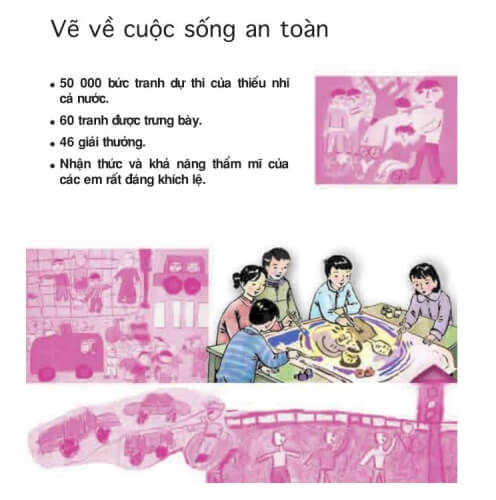 Vẽ về cuộc sống an toàn
• 50 000 bức tranh dự thi của thiếu nhi
cả nước.
• 60 tranh được trưng bày.
• 46 giải thưởng.
• Nhận thức và khả năng thẩm mĩ của
các em rất đáng khích lệ.